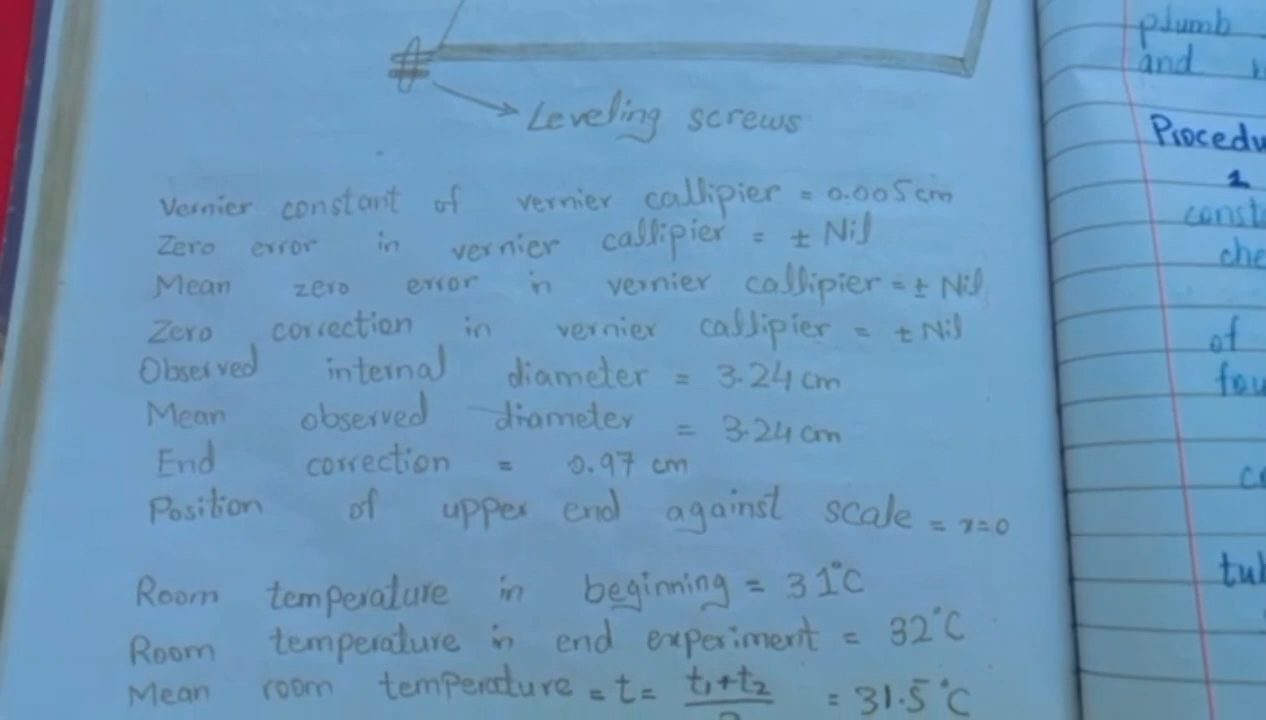 Leveling screws
Vernier constant of vernier callipier = 0.005cm
Zero error in vernier callipier = ± Nil
Mean zero error in vernier callipier = ± Nil
Zero correction in vernier callipier = ± Nil
Observed internal diameter = 3.24 cm
Mean observed diameter = 3.24 cm
End correction = 0.97 cm
Position of upper end against scale = r=0
Room temperature in beginning = 31°C
Room temperature in end experiment = 32°C
Mean room temperature = t = t₁+t₂ = 31.5°C
plumb
and
Procedu
1
const
che
of
fou
tul